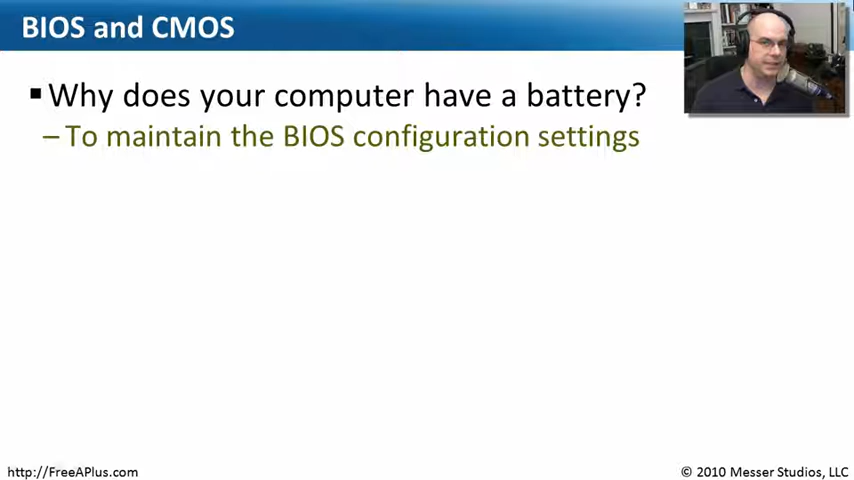 BIOS and CMOS
▪ Why does your computer have a battery?
– To maintain the BIOS configuration settings
http://FreeAPlus.com
© 2010 Messer Studios, LLC